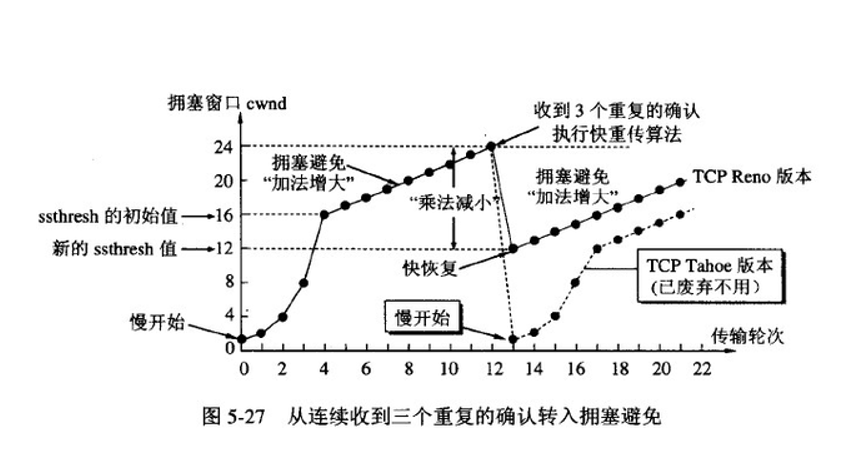 拥塞窗口 cwnd
收到 3 个重复的确认
执行快重传算法
24
拥塞避免
“加法增大”
拥塞避免
“加法增大”
TCP Reno 版本
20
“乘法减小”
ssthresh 的初始值
16
新的 ssthresh 值
12
快恢复
TCP Tahoe 版本
(已废弃不用）
8
慢开始
4
慢开始
传输轮次
0
0 2 4 6 8 10 12 14 16 18 20 22
图 5-27 从连续收到三个重复的确认转入拥塞避免